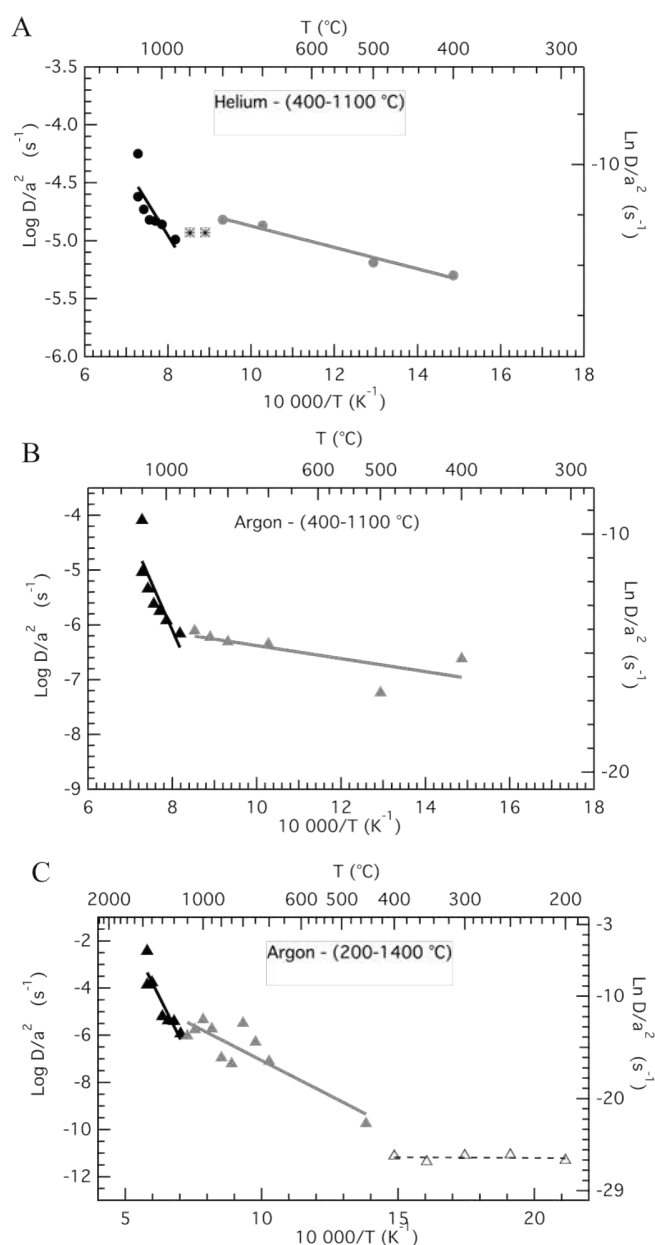 A
T (°C)
1000 600 500 400 300
Helium - (400-1100 °C)
-3.5
-4.0
-4.5
-5.0
-5.5
-6.0
Log D/a² (s⁻¹)
-10
Ln D/a² (s⁻¹)
6 8 10 12 14 16 18
10 000/T (K⁻¹)
B
T (°C)
1000 600 500 400 300
Argon - (400-1100 °C)
-4
-5
-6
-7
-8
-9
Log D/a² (s⁻¹)
-10
-20
Ln D/a² (s⁻¹)
6 8 10 12 14 16 18
10 000/T (K⁻¹)
C
T (°C)
2000 1000 600 500 400 300 200
Argon - (200-1400 °C)
-2
-4
-6
-8
-10
-12
Log D/a² (s⁻¹)
-3
-10
-20
-29
Ln D/a² (s⁻¹)
5 10 15 20
10 000/T (K⁻¹)